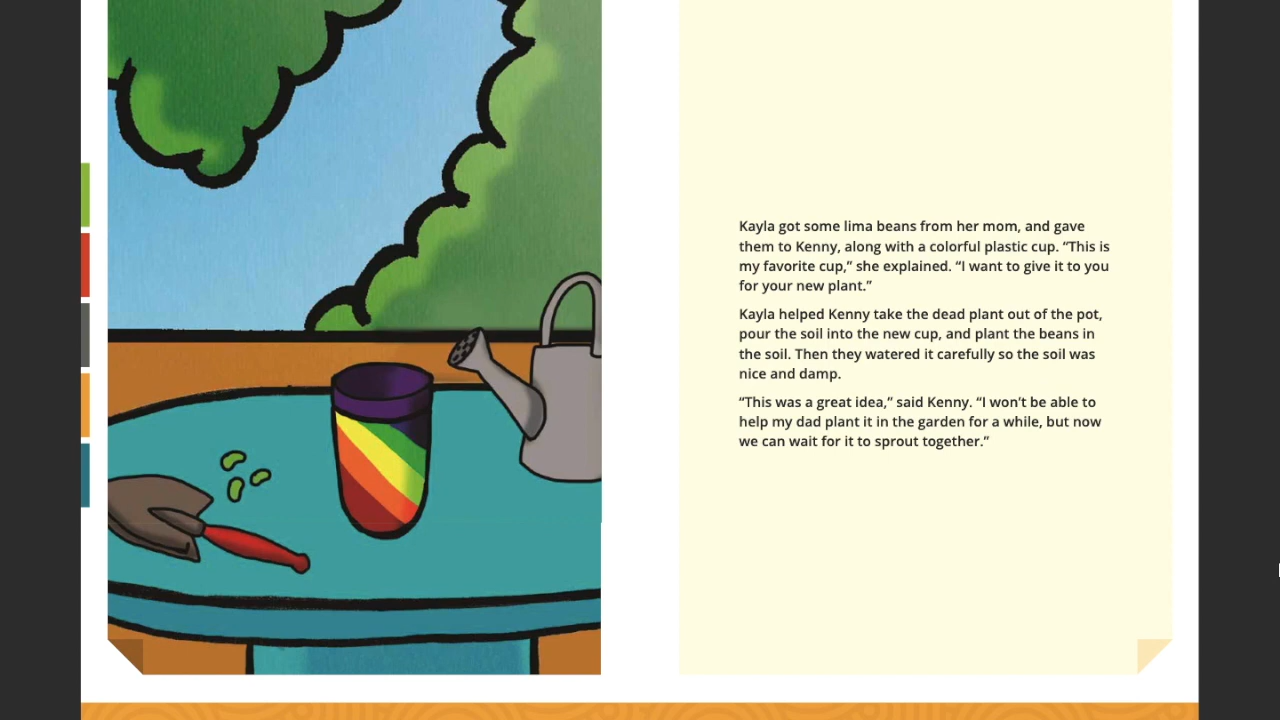 Kayla got some lima beans from her mom, and gave
them to Kenny, along with a colorful plastic cup. “This is
my favorite cup,” she explained. “I want to give it to you
for your new plant.”
Kayla helped Kenny take the dead plant out of the pot,
pour the soil into the new cup, and plant the beans in
the soil. Then they watered it carefully so the soil was
nice and damp.
“This was a great idea,” said Kenny. “I won’t be able to
help my dad plant it in the garden for a while, but now
we can wait for it to sprout together.”